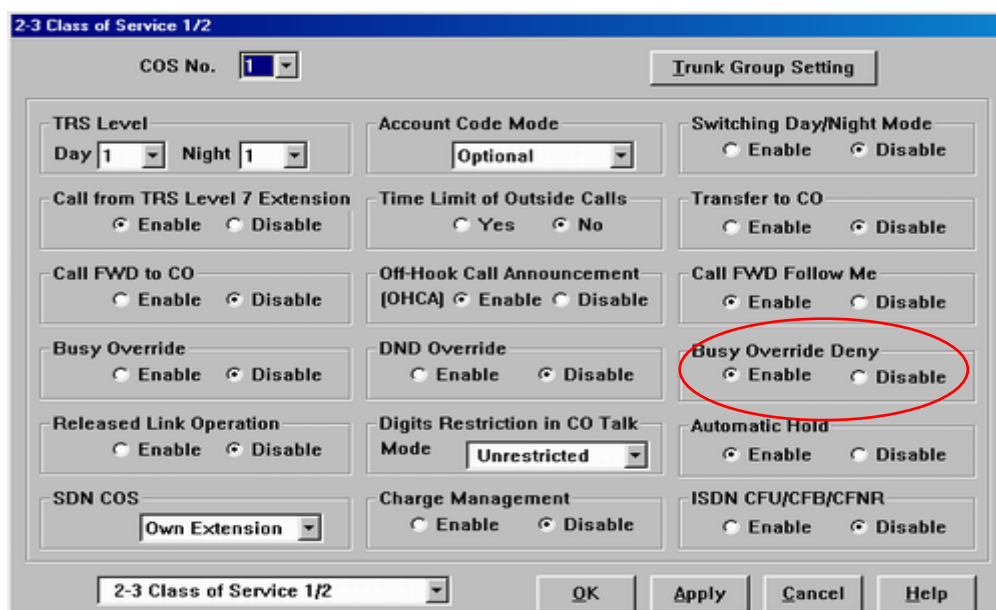 2-3 Class of Service 1/2
COS No. 1 Trunk Group Setting
TRS Level Account Code Mode Switching Day/Night Mode
Day 1 Night 1 Optional Enable Disable
Call from TRS Level 7 Extension Time Limit of Outside Calls Transfer to CO
Enable Disable Yes No Enable Disable
Call FWD to CO Off-Hook Call Announcement Call FWD Follow Me
Enable Disable (OHCA) Enable Disable Enable Disable
Busy Override DND Override Busy Override Deny
Enable Disable Enable Disable Enable Disable
Released Link Operation Digits Restriction in CO Talk Automatic Hold
Enable Disable Mode Unrestricted Enable Disable
SDN COS Charge Management ISDN CFU/CFB/CFNR
Own Extension Enable Disable Enable Disable
2-3 Class of Service 1/2 OK Apply Cancel Help